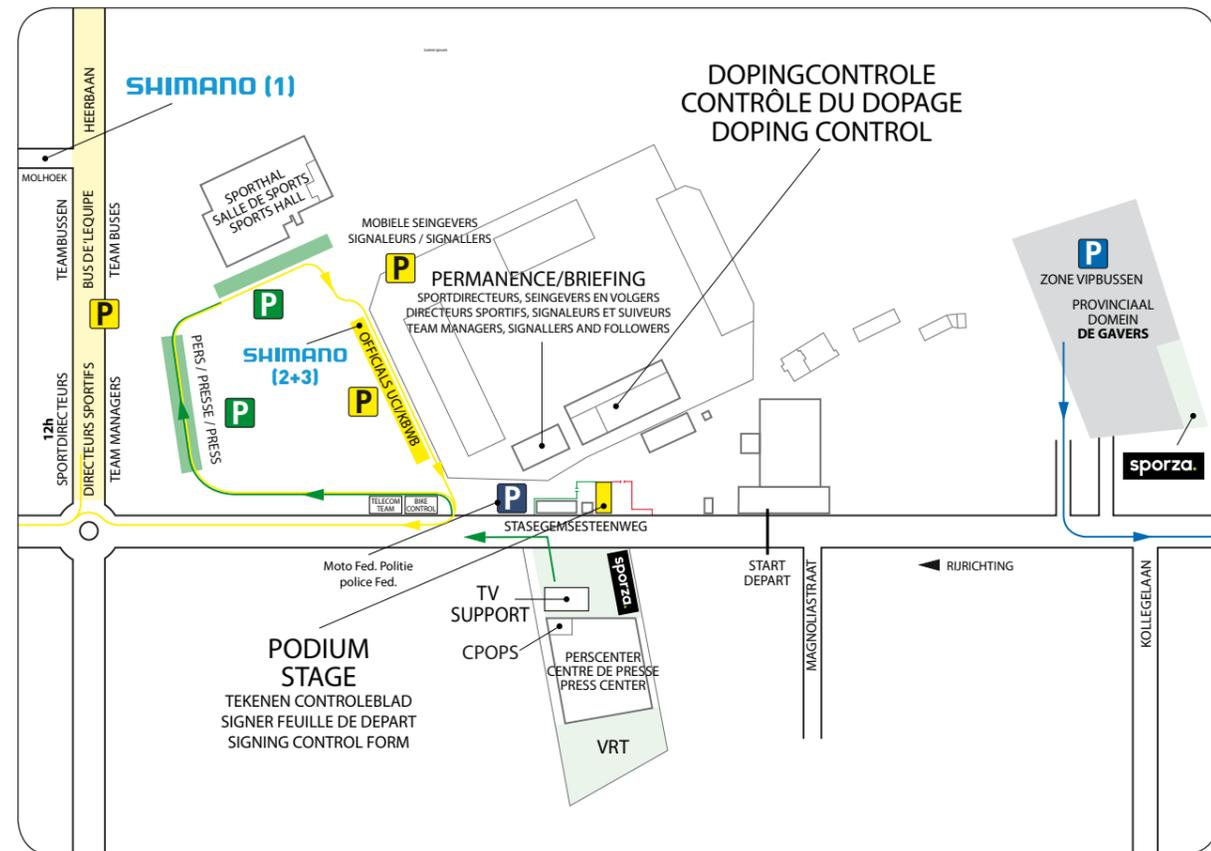 Lorem ipsum
SHIMANO (1)
HEERBAAN
MOLHOEK
TEAMBUSSEN
BUS DE 'LEQUIPE
TEAM BUSES
P
12h
SPORTDIRECTEURS
DIRECTEURS SPORTIFS
TEAM MANAGERS
SPORTHAL
SALLE DE SPORTS
SPORTS HALL
P
PERS / PRESSE / PRESS
P
SHIMANO
(2+3)
P
OFFICIALS UCI/KBWB
MOBIELE SEINGEVERS
SIGNALEURS / SIGNALLERS
P
PERMANENCE/BRIEFING
SPORTDIRECTEURS, SEINGEVERS EN VOLGERS
DIRECTEURS SPORTIFS, SIGNALEURS ET SUIVEURS
TEAM MANAGERS, SIGNALLERS AND FOLLOWERS
DOPINGCONTROLE
CONTRÔLE DU DOPAGE
DOPING CONTROL
P
ZONE VIPBUSSEN
PROVINCIAAL
DOMEIN
DE GAVERS
sporza.
TELECOM
TEAM
BIKE
CONTROL
P
STASEGEMSESTEENWEG
Moto Fed. Politie
police Fed.
START
DEPART
MAGNOLIASTRAAT
RIJRICHTING
KOLLEGELAAN
sporza.
TV
SUPPORT
CPOPS
PERSCENTER
CENTRE DE PRESSE
PRESS CENTER
VRT
PODIUM
STAGE
TEKENEN CONTROLEBLAD
SIGNER FEUILLE DE DEPART
SIGNING CONTROL FORM